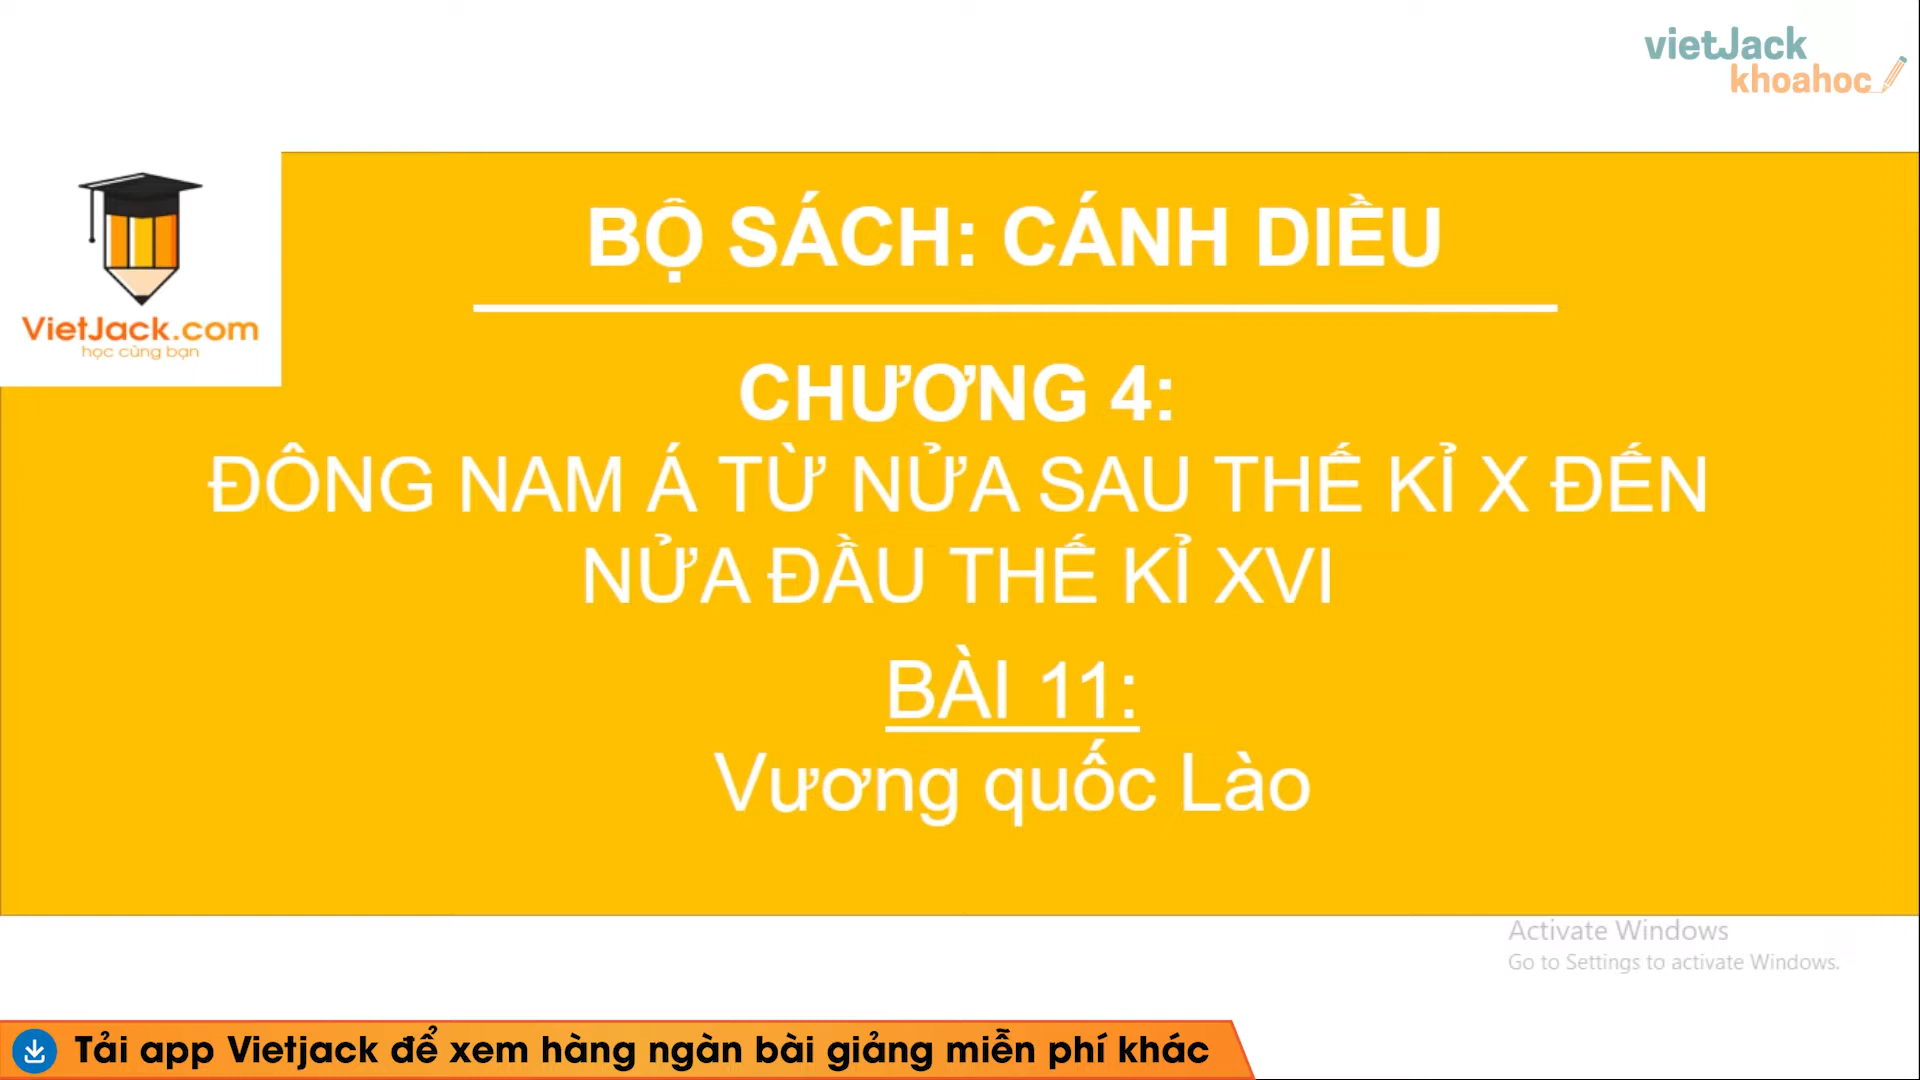 vietJack
khoahoc
VietJack.com
học cùng bạn
BỘ SÁCH: CÁNH DIỀU
CHƯƠNG 4:
ĐÔNG NAM Á TỪ NỬA SAU THẾ KỈ X ĐẾN
NỬA ĐẦU THẾ KỈ XVI
BÀI 11:
Vương quốc Lào
Activate Windows
Go to Settings to activate Windows.
Tải app Vietjack để xem hàng ngàn bài giảng miễn phí khác